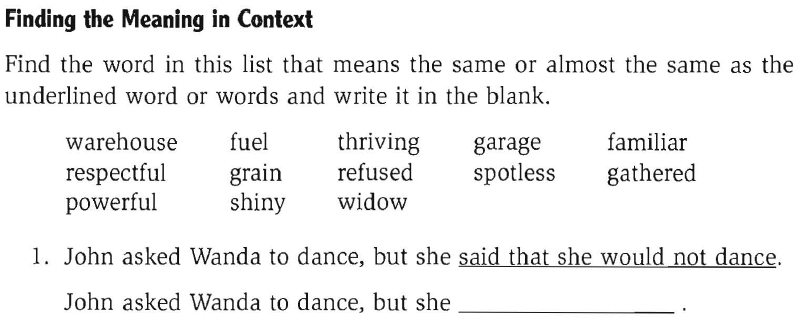 Finding the Meaning in Context
Find the word in this list that means the same or almost the same as the
underlined word or words and write it in the blank.
warehouse fuel thriving garage familiar
respectful grain refused spotless gathered
powerful shiny widow
1. John asked Wanda to dance, but she said that she would not dance.
John asked Wanda to dance, but she ____________________ .